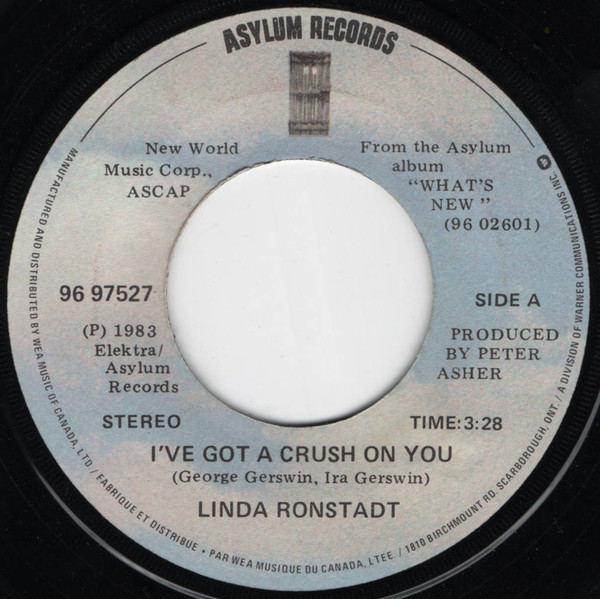 ASYLUM RECORDS
New World
Music Corp.,
ASCAP
From the Asylum
album
“WHAT'S
NEW ”
(96 02601)
96 97527
SIDE A
(P) 1983
Elektra/
Asylum
Records
PRODUCED
BY PETER
ASHER
STEREO
TIME:3:28
I'VE GOT A CRUSH ON YOU
(George Gerswin, Ira Gerswin)
LINDA RONSTADT
MANUFACTURED AND DISTRIBUTED BY WEA MUSIC OF CANADA, LTD. / FABRIQUE ET DISTRIBUE • PAR WEA MUSIQUE DU CANADA, LTEE. / 1810 BIRCHMOUNT RD. SCARBOROUGH, ONT. / A DIVISION OF WARNER COMMUNICATIONS INC.